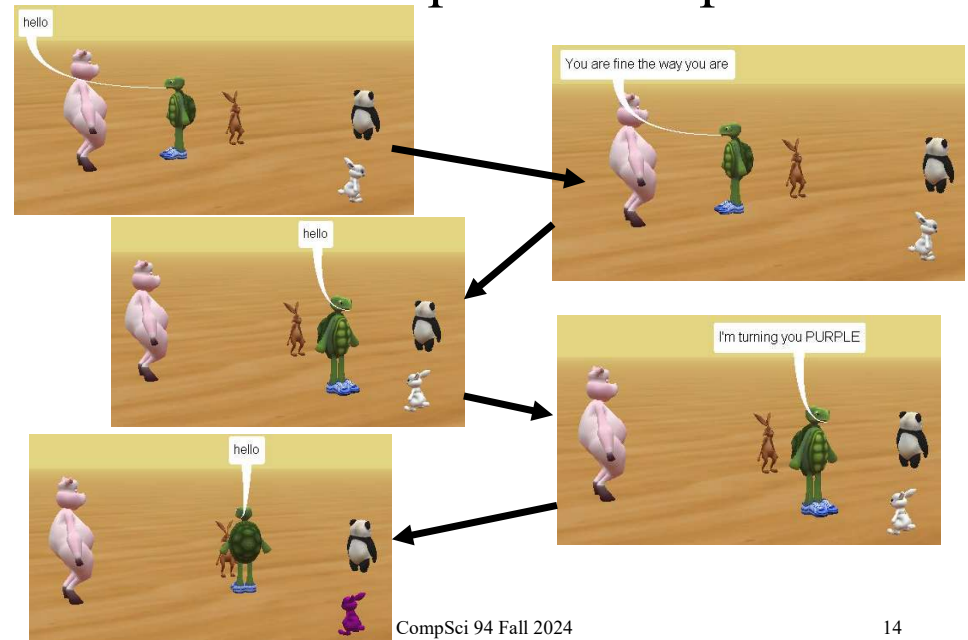 hello
You are fine the way you are
hello
I'm turning you PURPLE
hello
CompSci 94 Fall 2024
14